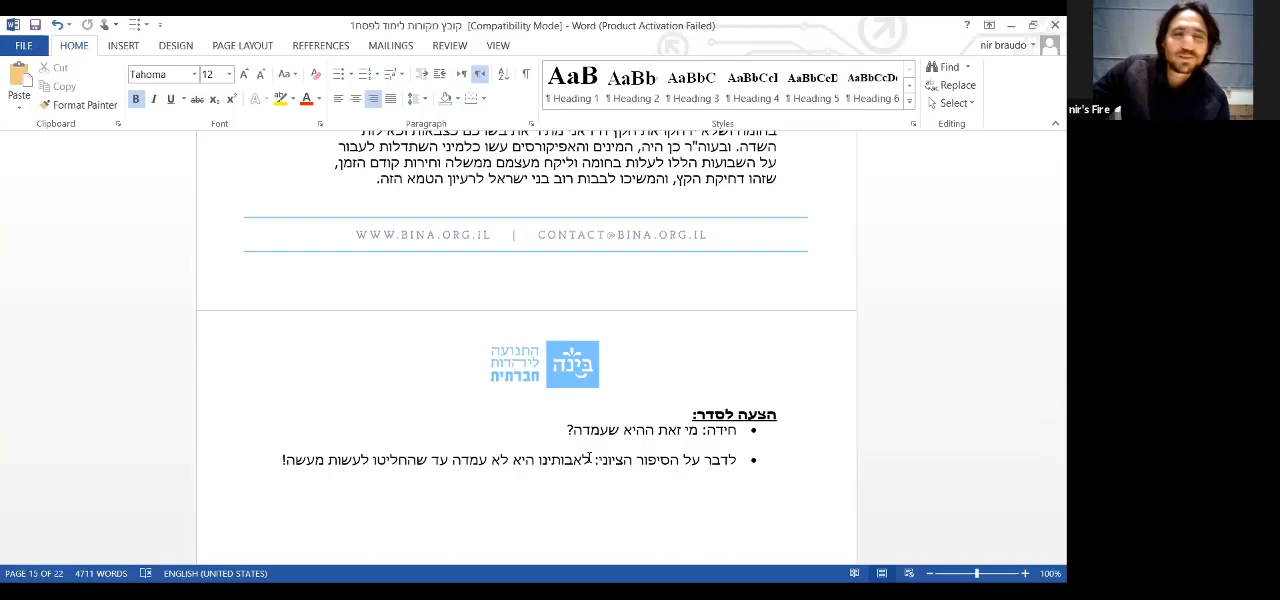 קובץ מקורות לימוד לפסח1 [Compatibility Mode] - Word (Product Activation Failed)
FILE HOME INSERT DESIGN PAGE LAYOUT REFERENCES MAILINGS REVIEW VIEW nir braudo
nir's Fire
Paste Cut Copy Format Painter
Tahoma 12 Aa
B I U abc X₂ X² A A
AaB AaBb AaBbC AaBbCcI AaBbCcD AaBbCcD
¶ Heading 1 ¶ Heading 2 ¶ Heading 3 ¶ Heading 4 ¶ Heading 5 ¶ Heading 6
Find Replace Select
Clipboard Font Paragraph Styles Editing
השדה. ובעוה"ר כן היה, המינים והאפיקורסים עשו כלמיני השתדלות לעבור
על השבועות הללו לעלות בחומה וליקח מעצמם ממשלה וחירות קודם הזמן,
שזהו דחיקת הקץ, והמשיכו לבבות רוב בני ישראל לרעיון הטמא הזה.
WWW.BINA.ORG.IL | CONTACT@BINA.ORG.IL
בינה
התנועה
ליהדות
חברתית
הצעה לסדר:
• חידה: מי זאת ההיא שעמדה?
• לדבר על הסיפור הציוני: לאבותינו היא לא עמדה עד שהחליטו לעשות מעשה!
PAGE 15 OF 22 4711 WORDS ENGLISH (UNITED STATES) 100%